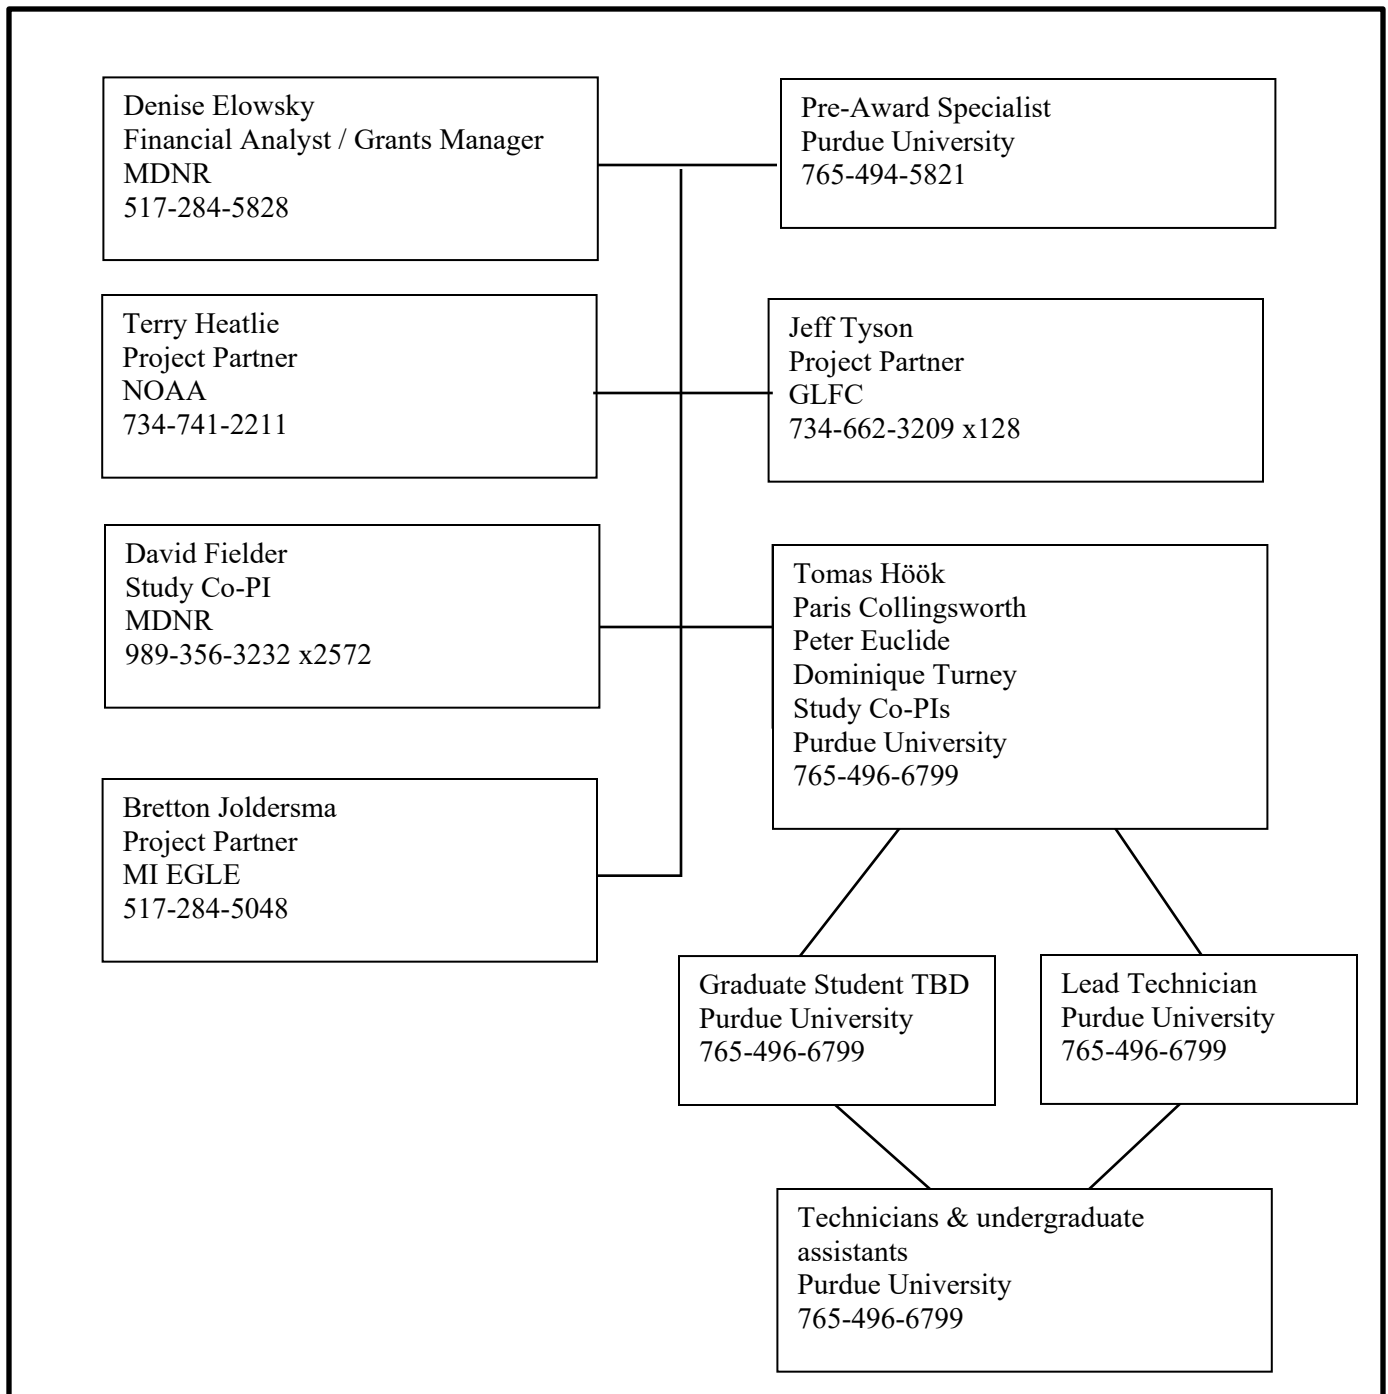 Denise Elowsky
Financial Analyst / Grants Manager
MDNR
517-284-5828
Pre-Award Specialist
Purdue University
765-494-5821
Terry Heatlie
Project Partner
NOAA
734-741-2211
Jeff Tyson
Project Partner
GLFC
734-662-3209 x128
David Fielder
Study Co-PI
MDNR
989-356-3232 x2572
Tomas Höök
Paris Collingsworth
Peter Euclide
Dominique Turney
Study Co-PIs
Purdue University
765-496-6799
Bretton Joldersma
Project Partner
MI EGLE
517-284-5048
Graduate Student TBD
Purdue University
765-496-6799
Lead Technician
Purdue University
765-496-6799
Technicians & undergraduate
assistants
Purdue University
765-496-6799